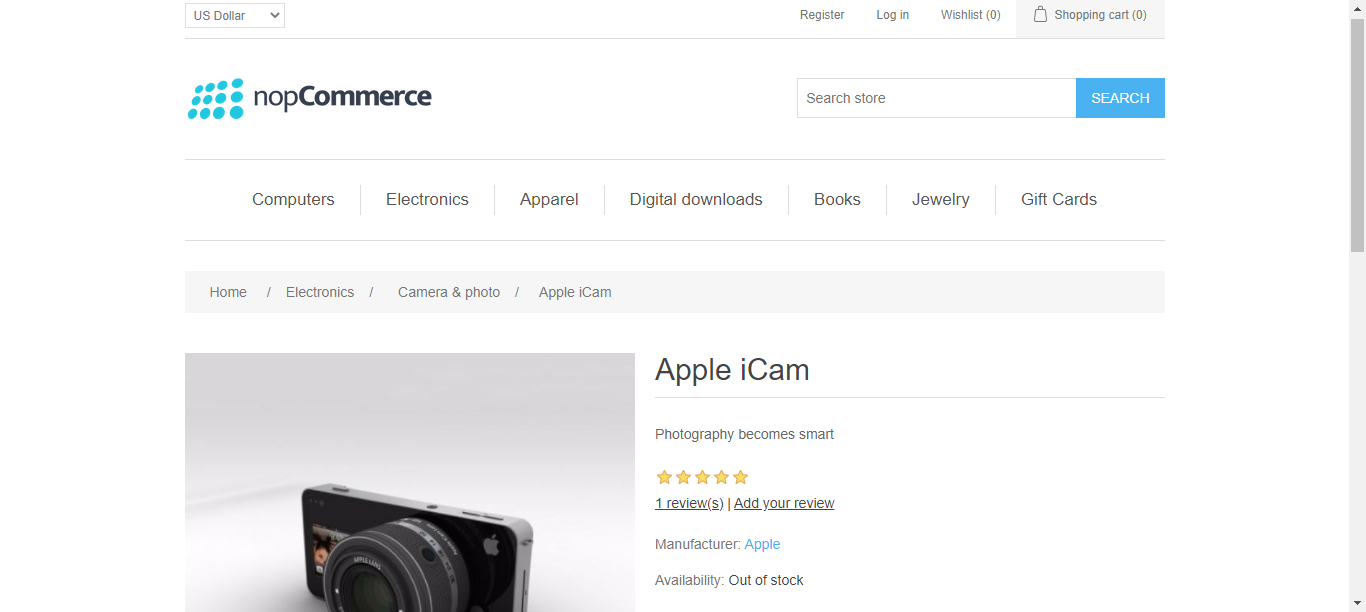 US Dollar
Register
Log in
Wishlist (0)
Shopping cart (0)
nopCommerce
Search store
SEARCH
Computers
Electronics
Apparel
Digital downloads
Books
Jewelry
Gift Cards
Home / Electronics / Camera & photo / Apple iCam
Apple iCam
Photography becomes smart
1 review(s) | Add your review
Manufacturer: Apple
Availability: Out of stock
APPLE LENS